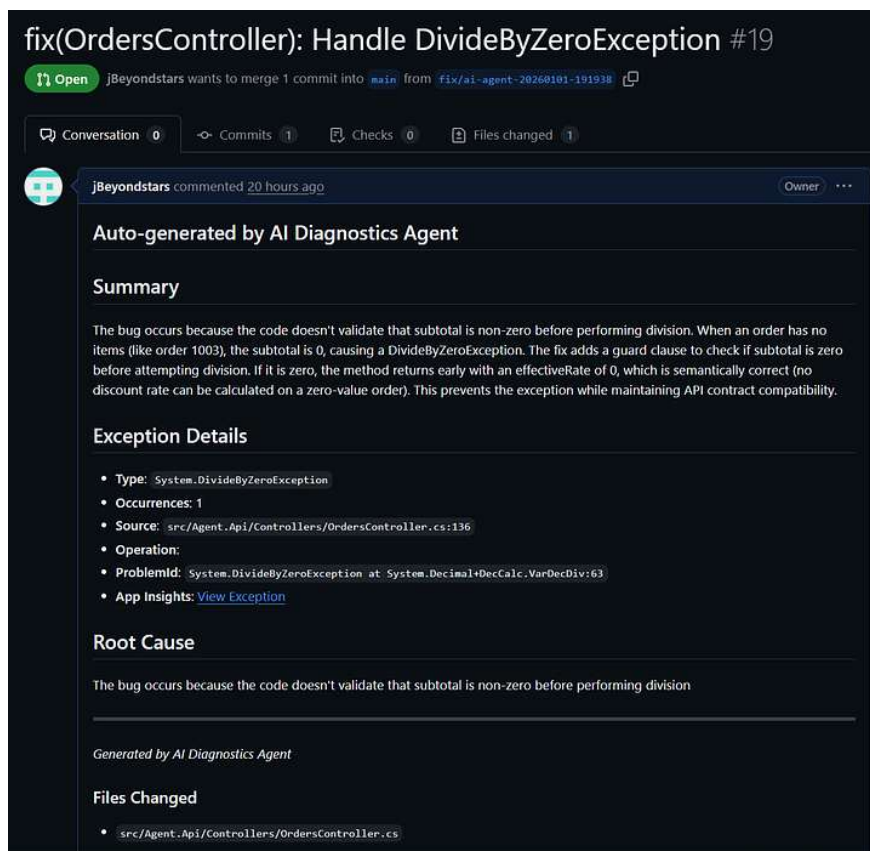 fix(OrdersController): Handle DivideByZeroException #19
Open jBeyondstars wants to merge 1 commit into main from fix/ai-agent-20260101-191938
Conversation 0 Commits 1 Checks 0 Files changed 1
jBeyondstars commented 20 hours ago Owner ···
Auto-generated by AI Diagnostics Agent
Summary
The bug occurs because the code doesn't validate that subtotal is non-zero before performing division. When an order has no
items (like order 1003), the subtotal is 0, causing a DivideByZeroException. The fix adds a guard clause to check if subtotal is zero
before attempting division. If it is zero, the method returns early with an effectiveRate of 0, which is semantically correct (no
discount rate can be calculated on a zero-value order). This prevents the exception while maintaining API contract compatibility.
Exception Details
• Type: System.DivideByZeroException
• Occurrences: 1
• Source: src/Agent.Api/Controllers/OrdersController.cs:136
• Operation:
• ProblemId: System.DivideByZeroException at System.Decimal+DecCalc.VarDecDiv:63
• App Insights: View Exception
Root Cause
The bug occurs because the code doesn't validate that subtotal is non-zero before performing division
Generated by AI Diagnostics Agent
Files Changed
• src/Agent.Api/Controllers/OrdersController.cs